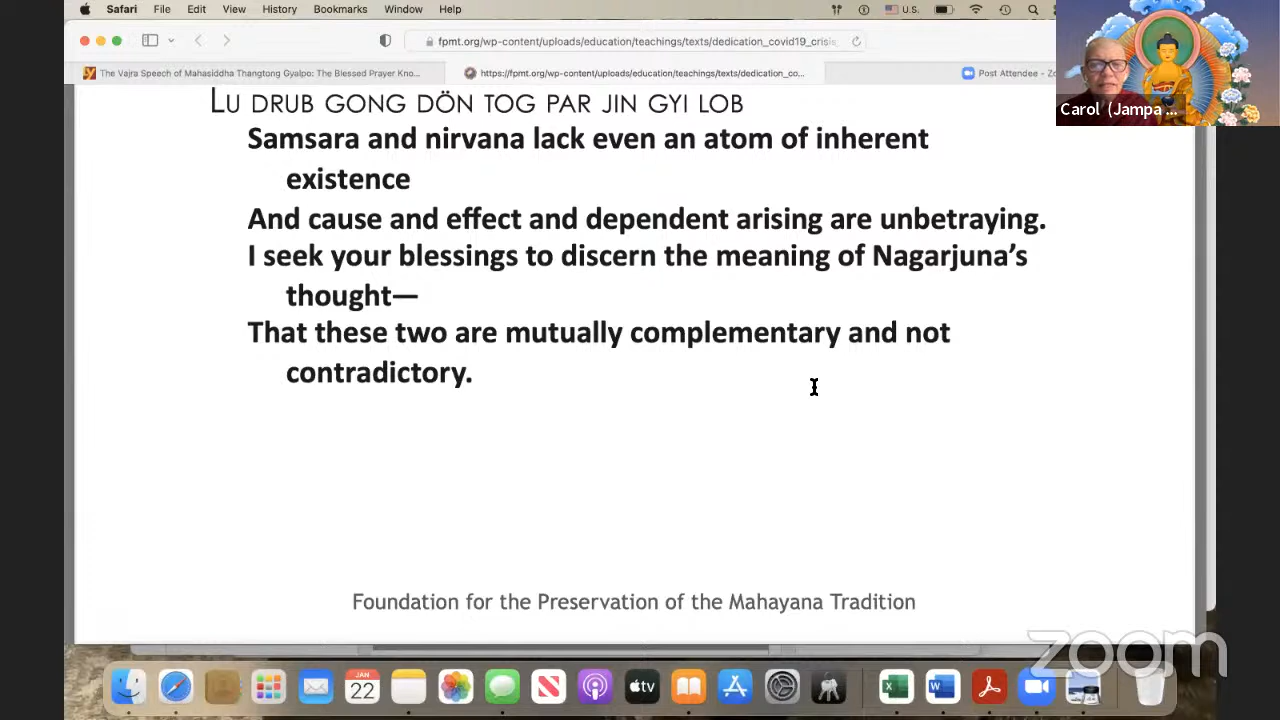 Safari File Edit View History Bookmarks Window Help U.S.
fpmt.org/wp-content/uploads/education/teachings/texts/dedication_covid19_crisis
The Vajra Speech of Mahasiddha Thangtong Gyalpo: The Blessed Prayer Kno...
https://fpmt.org/wp-content/uploads/education/teachings/texts/dedication_co...
Post Attendee - Zo
Carol (Jampa ...
LU DRUB GONG DÖN TOG PAR JIN GYI LOB
Samsara and nirvana lack even an atom of inherent
existence
And cause and effect and dependent arising are unbetraying.
I seek your blessings to discern the meaning of Nagarjuna’s
thought—
That these two are mutually complementary and not
contradictory.
Foundation for the Preservation of the Mahayana Tradition
zoom
JAN
22
tv